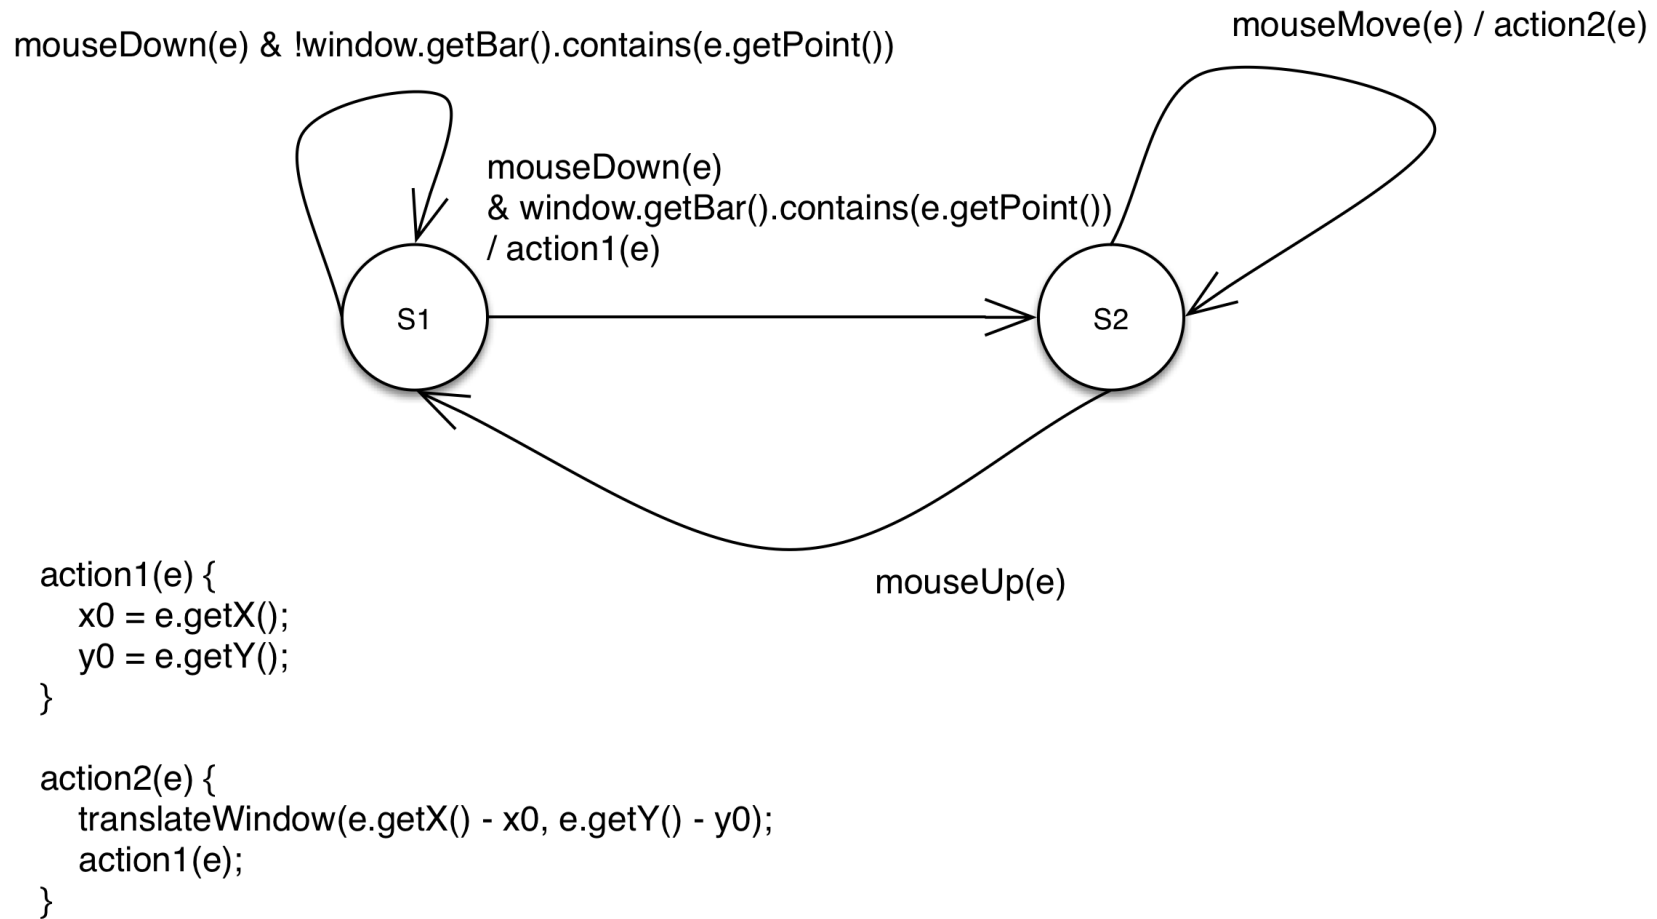 mouseDown(e) & !window.getBar().contains(e.getPoint())
mouseMove(e) / action2(e)
mouseDown(e)
& window.getBar().contains(e.getPoint())
/ action1(e)
S1
S2
mouseUp(e)
action1(e) {
x0 = e.getX();
y0 = e.getY();
}
action2(e) {
translateWindow(e.getX() - x0, e.getY() - y0);
action1(e);
}